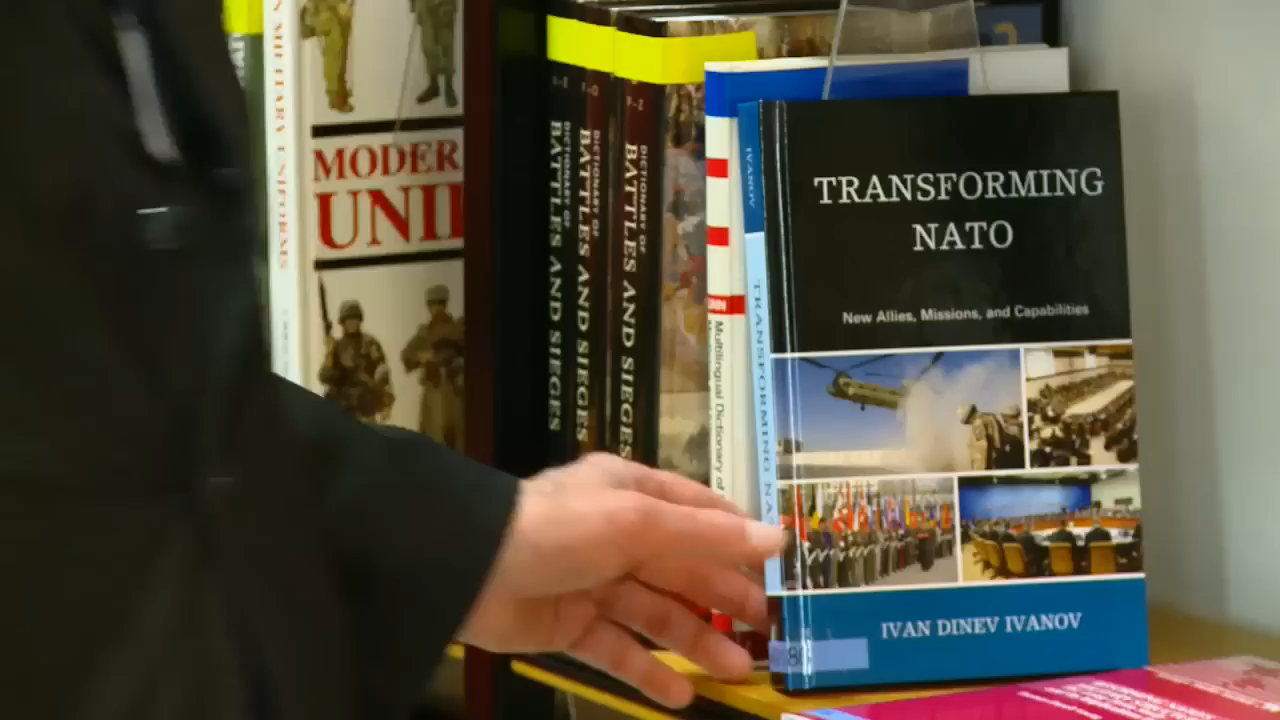 MODER
UNI
A-E
DICTIONARY OF
BATTLES AND SIEGES
F-O
DICTIONARY OF
BATTLES AND SIEGES
P-Z
DICTIONARY OF
BATTLES AND SIEGES
Multilingual Dictionary of
IVANOV
TRANSFORMING NA
TRANSFORMING
NATO
New Allies, Missions, and Capabilities
IVAN DINEV IVANOV
80